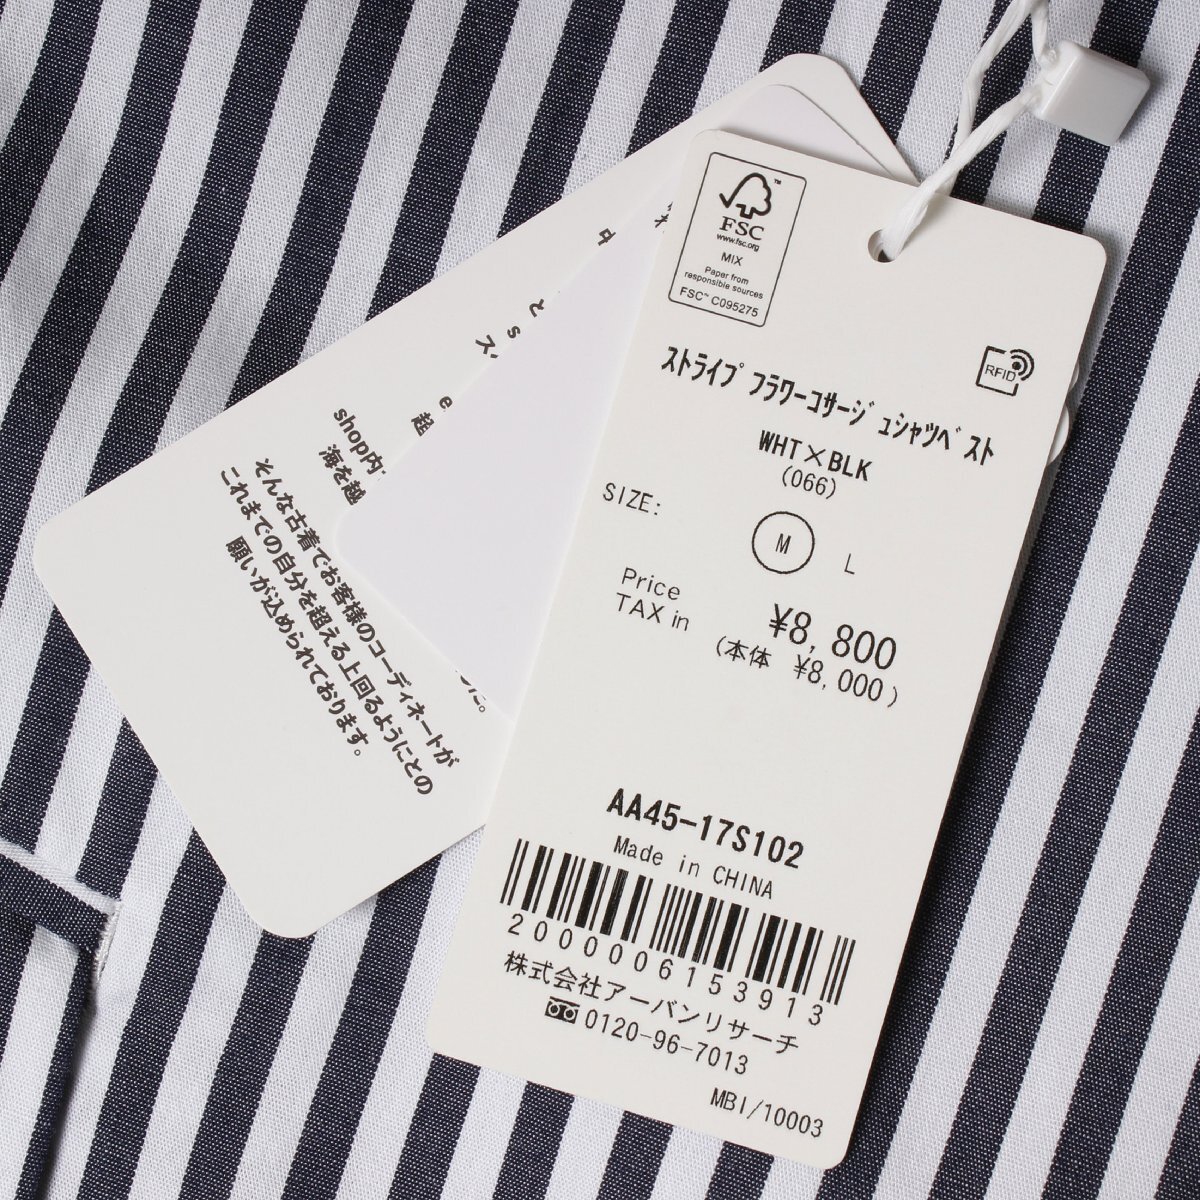 FSC
www.fsc.org
MIX
Paper from
responsible sources
FSC™ C095275
RFID
ｽﾄﾗｲﾌﾟ ﾌﾗﾜｰｺｻｰｼﾞｭｼｬﾂﾍﾞｽﾄ
WHT×BLK
(066)
SIZE: M L
Price ¥8,800
TAX in (本体 ¥8,000)
AA45-17S102
Made in CHINA
2000006153913
株式会社アーバンリサーチ
0120-96-7013
MBI/10003
shop内
海を越
そんな古着でお客様のコーディネートが
これまでの自分を超える上回るようにとの
願いが込められております。